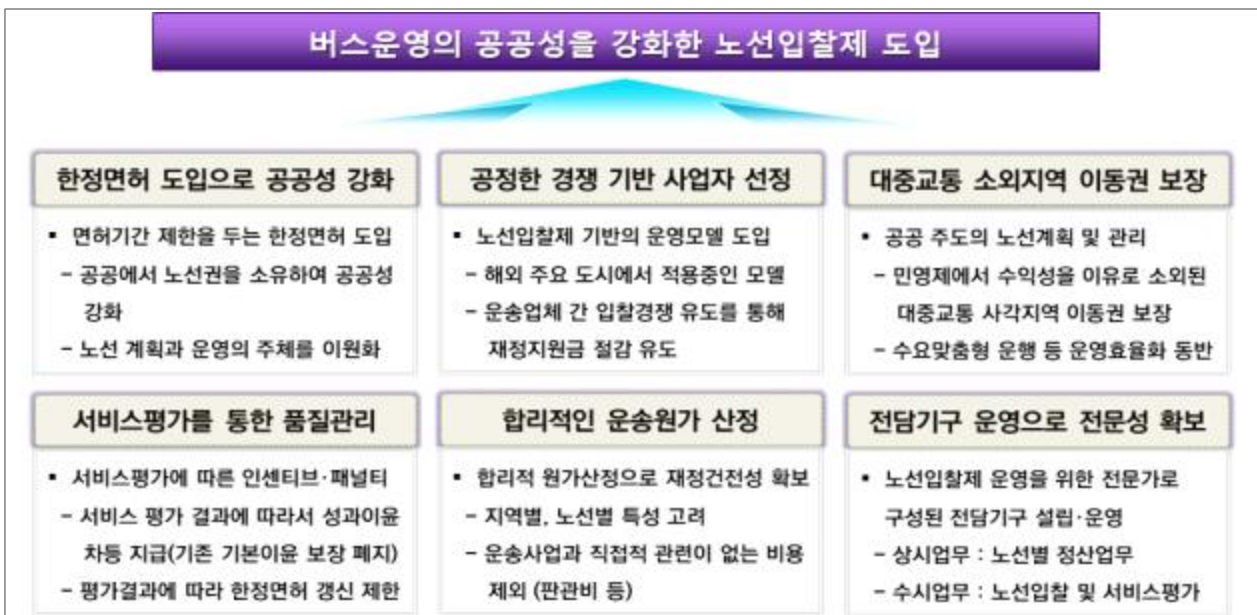 버스운영의 공공성을 강화한 노선입찰제 도입
한정면허 도입으로 공공성 강화
▪ 면허기간 제한을 두는 한정면허 도입
– 공공에서 노선권을 소유하여 공공성
강화
– 노선 계획과 운영의 주체를 이원화
공정한 경쟁 기반 사업자 선정
▪ 노선입찰제 기반의 운영모델 도입
– 해외 주요 도시에서 적용중인 모델
– 운송업체 간 입찰경쟁 유도를 통해
재정지원금 절감 유도
대중교통 소외지역 이동권 보장
▪ 공공 주도의 노선계획 및 관리
– 민영제에서 수익성을 이유로 소외된
대중교통 사각지역 이동권 보장
– 수요맞춤형 운행 등 운영효율화 동반
서비스평가를 통한 품질관리
▪ 서비스평가에 따른 인센티브·패널티
– 서비스 평가 결과에 따라서 성과이윤
차등 지급(기존 기본이윤 보장 폐지)
– 평가결과에 따라 한정면허 갱신 제한
합리적인 운송원가 산정
▪ 합리적 원가산정으로 재정건전성 확보
– 지역별, 노선별 특성 고려
– 운송사업과 직접적 관련이 없는 비용
제외 (판관비 등)
전담기구 운영으로 전문성 확보
▪ 노선입찰제 운영을 위한 전문가로
구성된 전담기구 설립·운영
– 상시업무 : 노선별 정산업무
– 수시업무 : 노선입찰 및 서비스평가